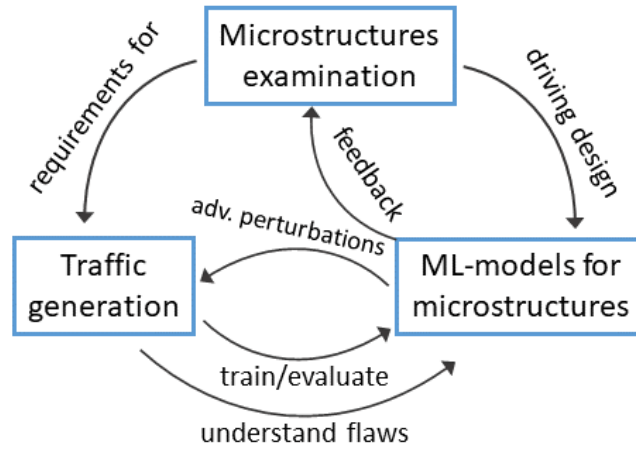 Microstructures
examination
requirements for
driving design
feedback
adv. perturbations
Traffic
generation
ML-models for
microstructures
train/evaluate
understand flaws